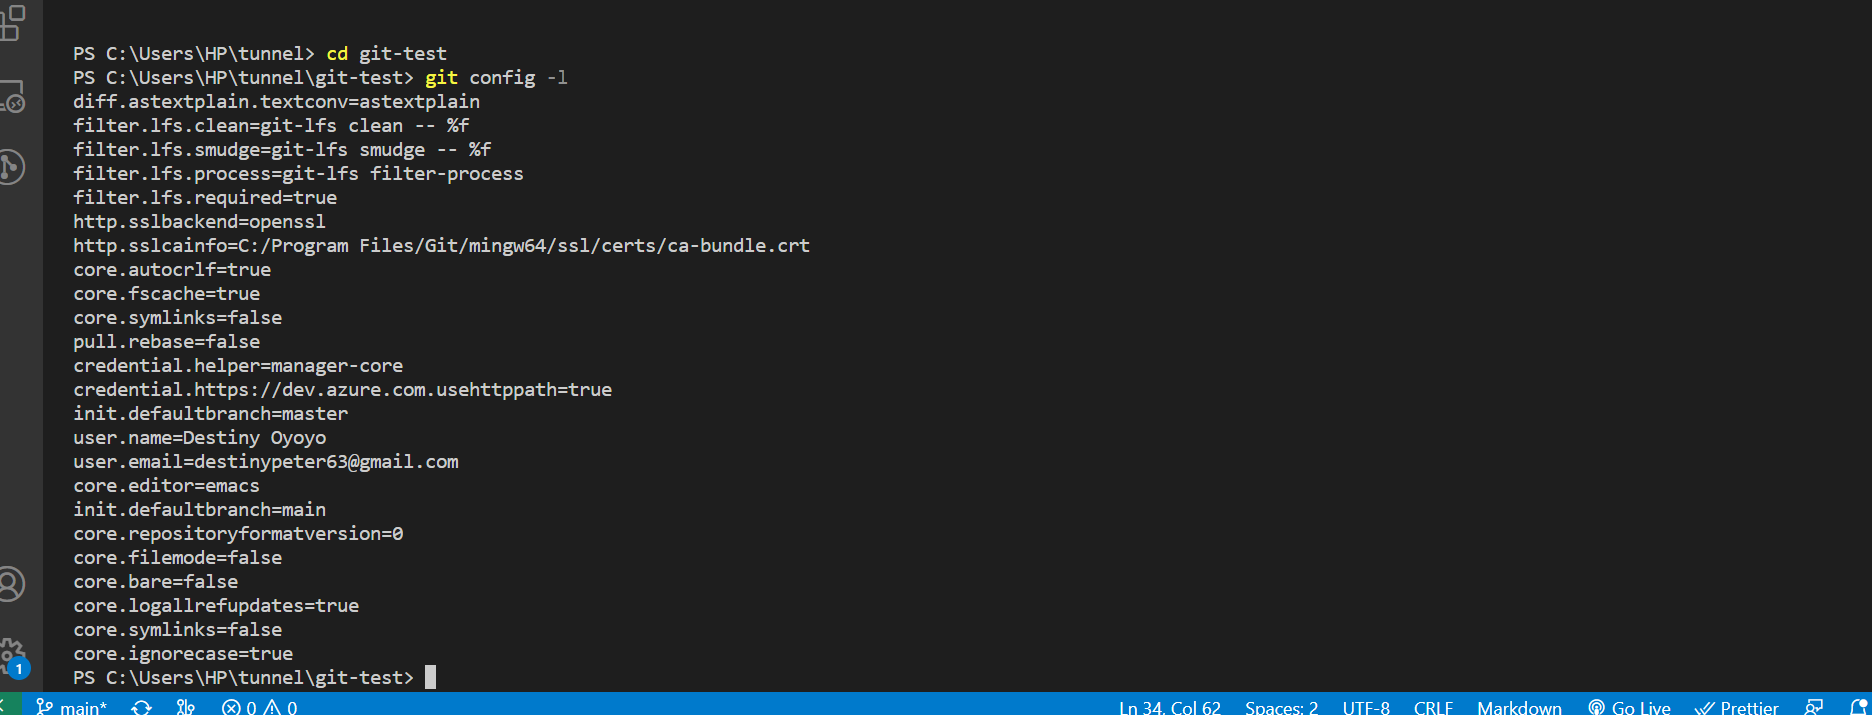 PS C:\Users\HP\tunnel> cd git-test
PS C:\Users\HP\tunnel\git-test> git config -l
diff.astextplain.textconv=astextplain
filter.lfs.clean=git-lfs clean -- %f
filter.lfs.smudge=git-lfs smudge -- %f
filter.lfs.process=git-lfs filter-process
filter.lfs.required=true
http.sslbackend=openssl
http.sslcainfo=C:/Program Files/Git/mingw64/ssl/certs/ca-bundle.crt
core.autocrlf=true
core.fscache=true
core.symlinks=false
pull.rebase=false
credential.helper=manager-core
credential.https://dev.azure.com.usehttppath=true
init.defaultbranch=master
user.name=Destiny Oyoyo
user.email=destinypeter63@gmail.com
core.editor=emacs
init.defaultbranch=main
core.repositoryformatversion=0
core.filemode=false
core.bare=false
core.logallrefupdates=true
core.symlinks=false
core.ignorecase=true
PS C:\Users\HP\tunnel\git-test>
1
main* 0 0 Ln 34, Col 62 Spaces: 2 UTF-8 CRLF Markdown Go Live Prettier